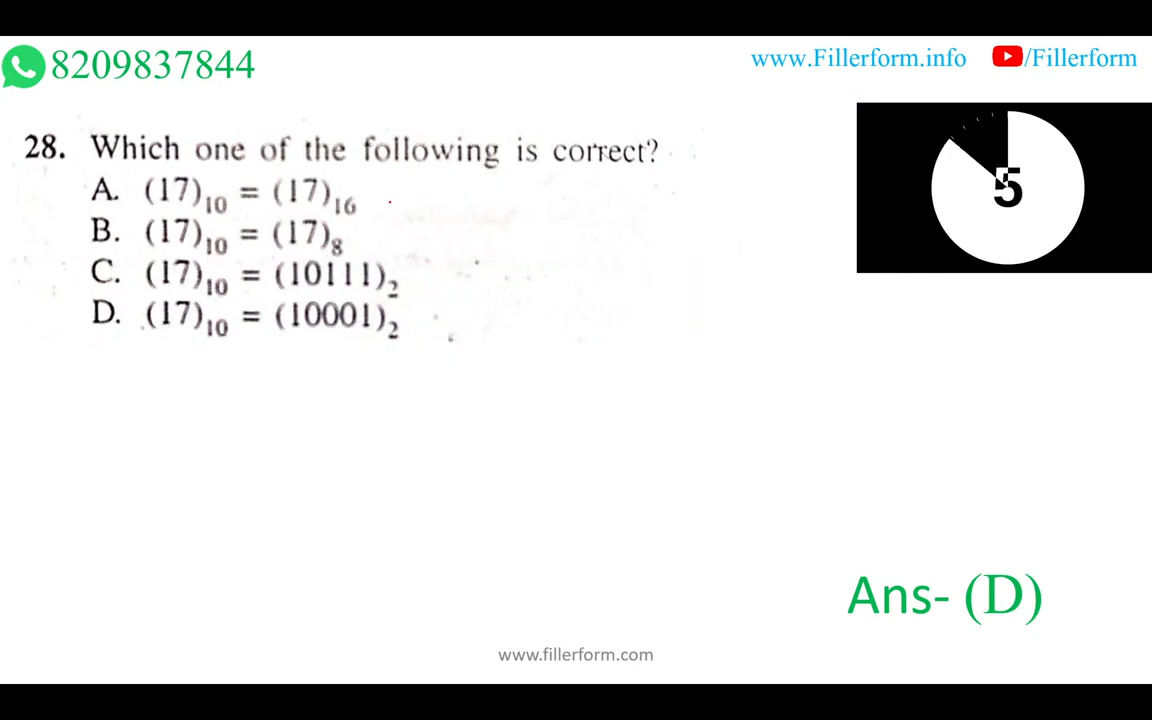 8209837844
www.Fillerform.info /Fillerform
28. Which one of the following is correct?
A. (17)₁₀ = (17)₁₆
B. (17)₁₀ = (17)₈
C. (17)₁₀ = (10111)₂
D. (17)₁₀ = (10001)₂
5
Ans- (D)
www.fillerform.com